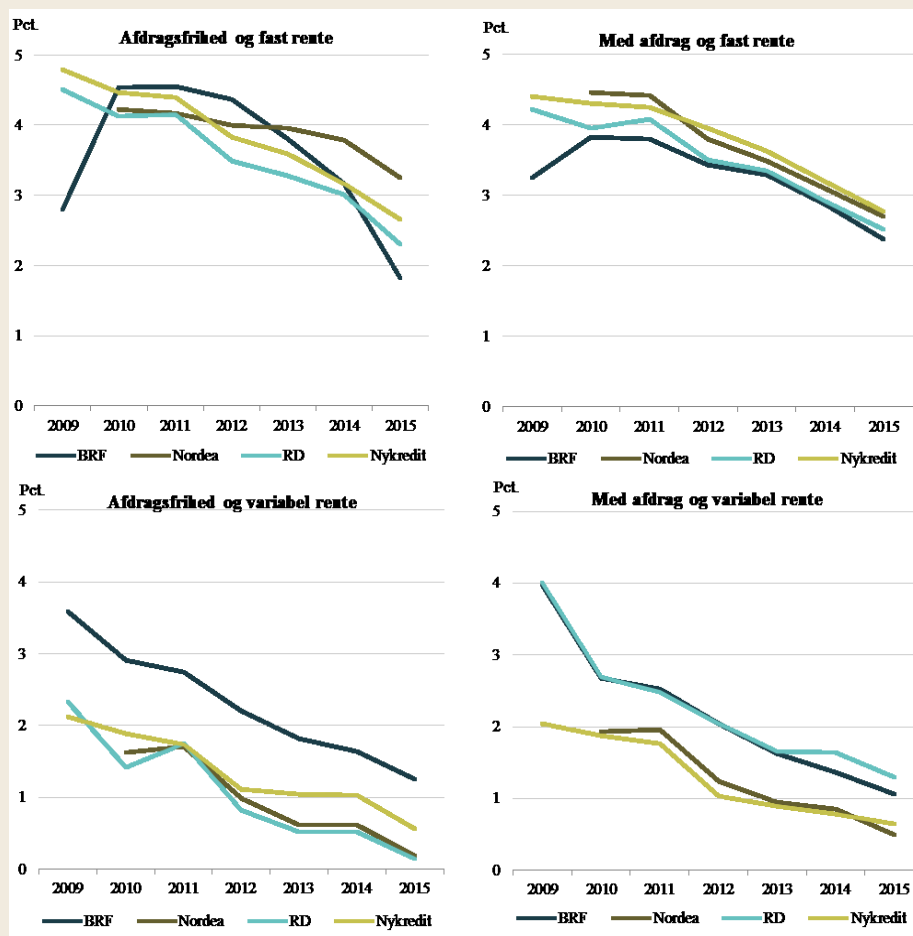 Pct.
Afdragsfrihed og fast rente
5
4
3
2
1
0
2009 2010 2011 2012 2013 2014 2015
BRF Nordea RD Nykredit
Pct.
Med afdrag og fast rente
5
4
3
2
1
0
2009 2010 2011 2012 2013 2014 2015
BRF Nordea RD Nykredit
Pct.
Afdragsfrihed og variabel rente
5
4
3
2
1
0
2009 2010 2011 2012 2013 2014 2015
BRF Nordea RD Nykredit
Pct.
Med afdrag og variabel rente
5
4
3
2
1
0
2009 2010 2011 2012 2013 2014 2015
BRF Nordea RD Nykredit